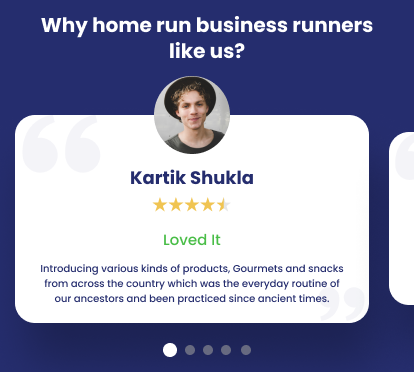 Why home run business runners
like us?
Kartik Shukla
Loved It
Introducing various kinds of products, Gourmets and snacks
from across the country which was the everyday routine of
our ancestors and been practiced since ancient times.